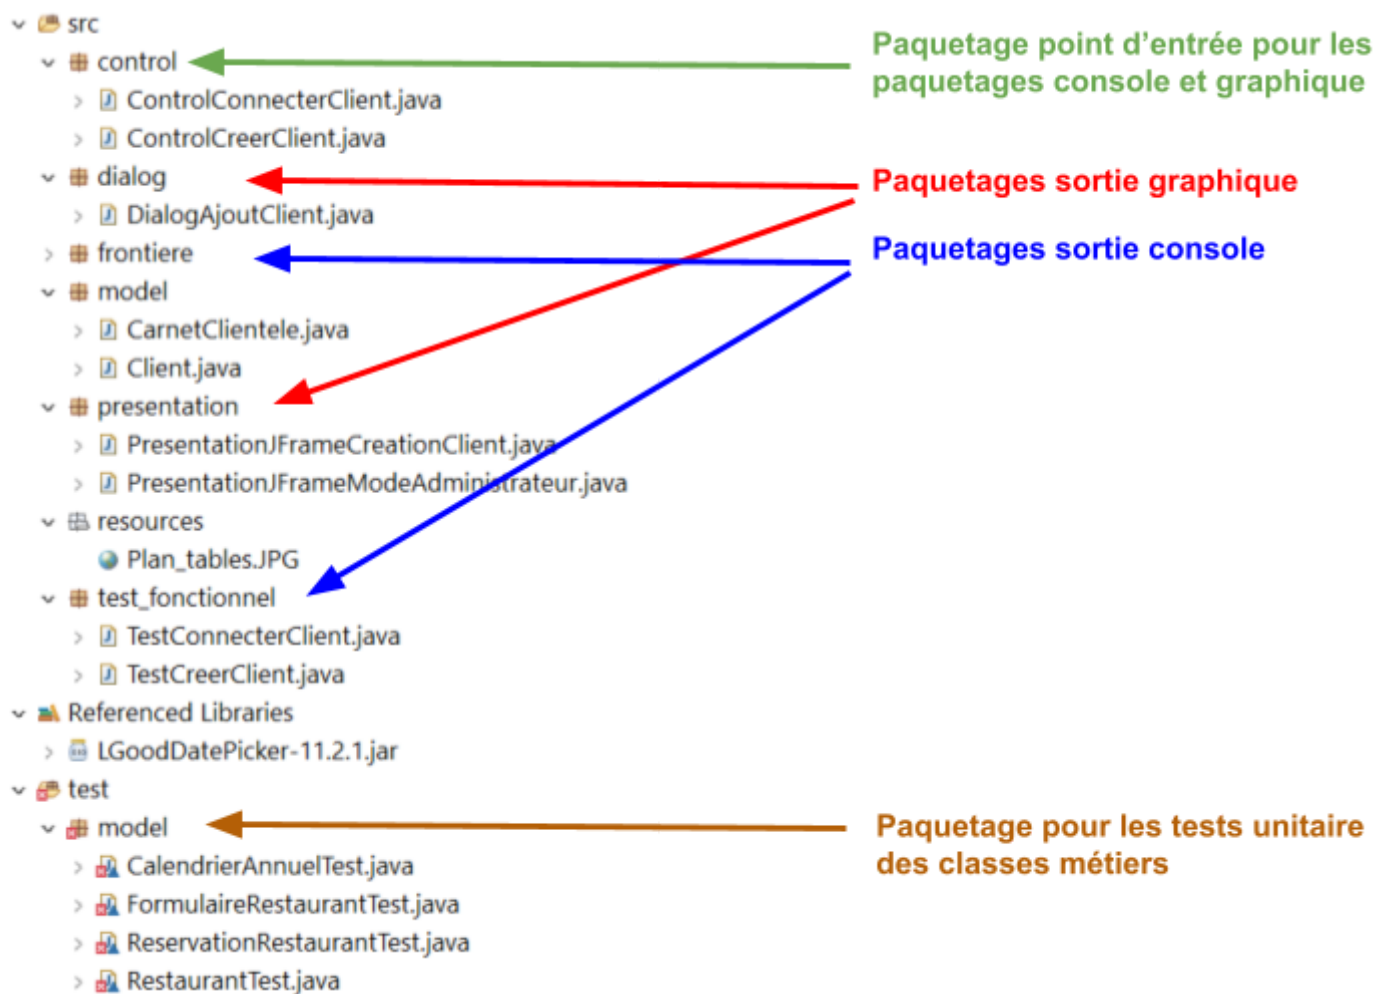 src
control
ControlConnecterClient.java
ControlCreerClient.java
dialog
DialogAjoutClient.java
frontiere
model
CarnetClientele.java
Client.java
presentation
PresentationJFrameCreationClient.java
PresentationJFrameModeAdministrateur.java
resources
Plan_tables.JPG
test_fonctionnel
TestConnecterClient.java
TestCreerClient.java
Referenced Libraries
LGoodDatePicker-11.2.1.jar
test
model
CalendrierAnnuelTest.java
FormulaireRestaurantTest.java
ReservationRestaurantTest.java
RestaurantTest.java
Paquetage point d'entrée pour les
paquetages console et graphique
Paquetages sortie graphique
Paquetages sortie console
Paquetage pour les tests unitaire
des classes métiers